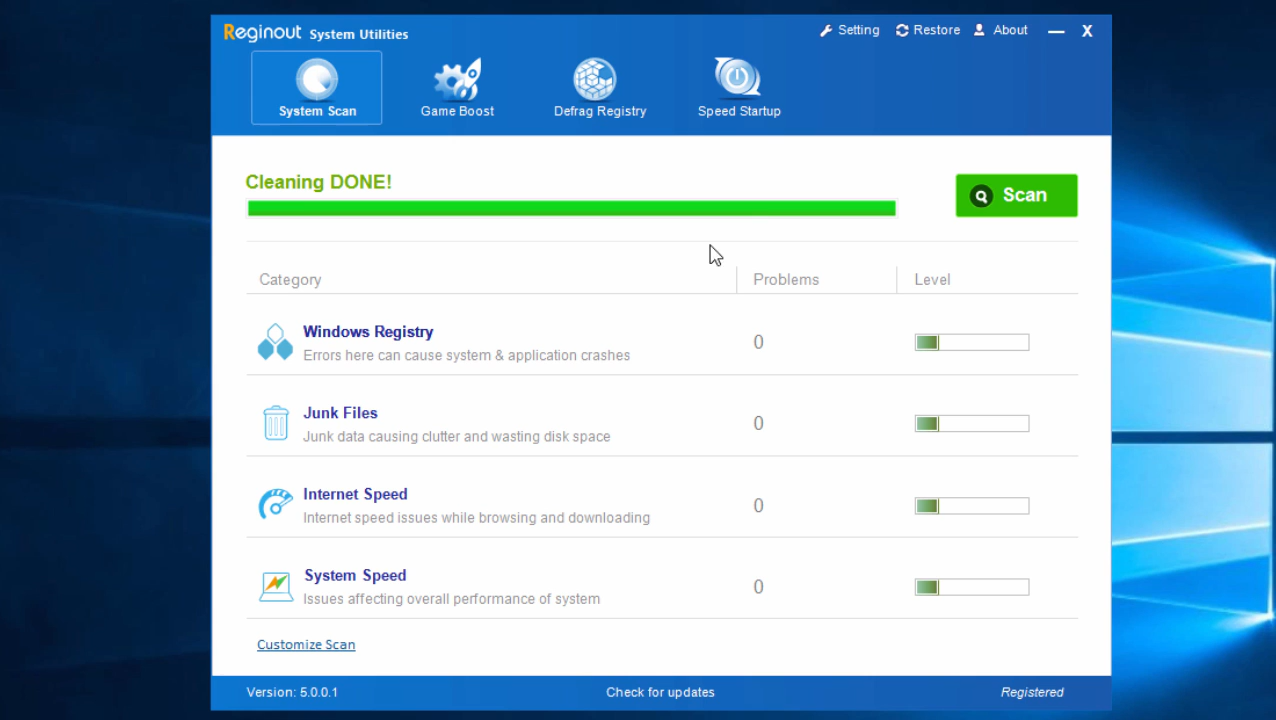 Reginout System Utilities
Setting Restore About X
System Scan Game Boost Defrag Registry Speed Startup
Cleaning DONE!
Scan
Category Problems Level
Windows Registry
Errors here can cause system & application crashes
0
Junk Files
Junk data causing clutter and wasting disk space
0
Internet Speed
Internet speed issues while browsing and downloading
0
System Speed
Issues affecting overall performance of system
0
Customize Scan
Version: 5.0.0.1 Check for updates Registered